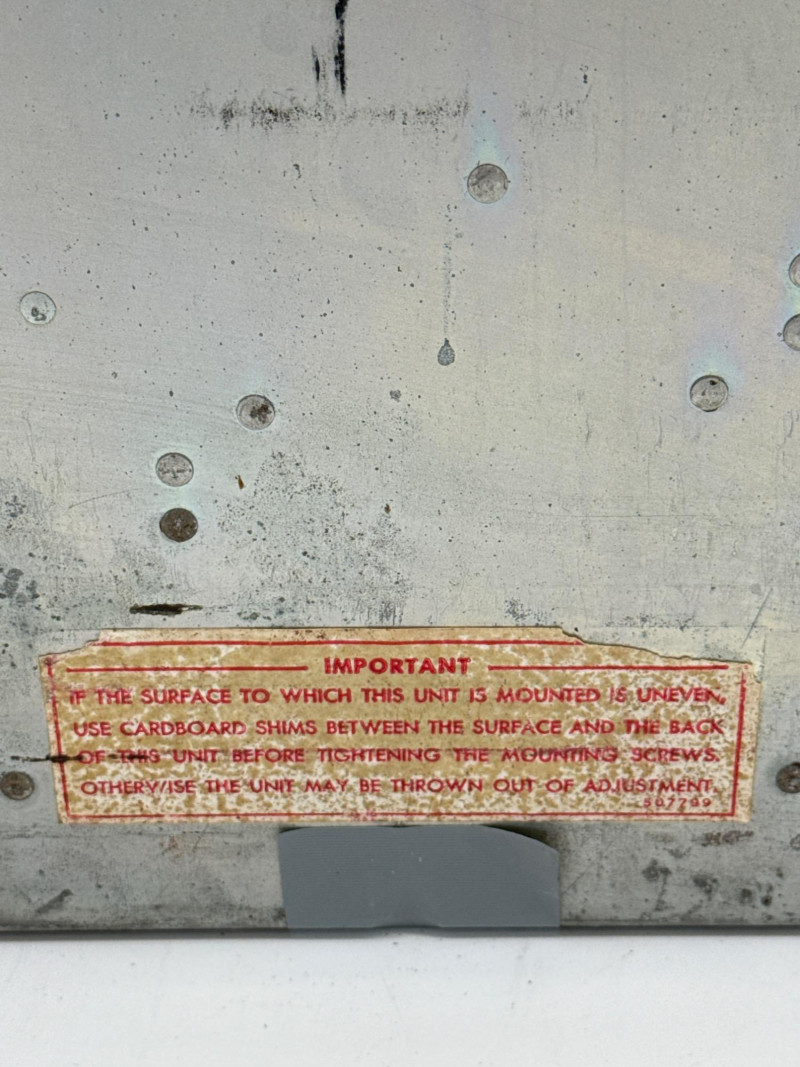 IMPORTANT
IF THE SURFACE TO WHICH THIS UNIT IS MOUNTED IS UNEVEN,
USE CARDBOARD SHIMS BETWEEN THE SURFACE AND THE BACK
OF THIS UNIT BEFORE TIGHTENING THE MOUNTING SCREWS.
OTHERWISE THE UNIT MAY BE THROWN OUT OF ADJUSTMENT.